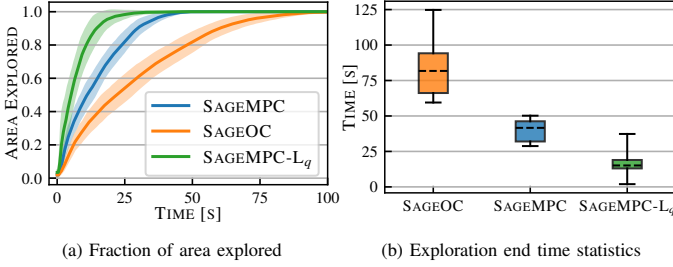 AREA EXPLORED
1.0
0.8
0.6
0.4
0.2
0.0
SAGEMPC
SAGEOC
SAGEMPC-Lq
0 25 50 75 100
TIME [S]
(a) Fraction of area explored
TIME [S]
125
100
75
50
25
0
SAGEOC SAGEMPC SAGEMPC-Lq
(b) Exploration end time statistics